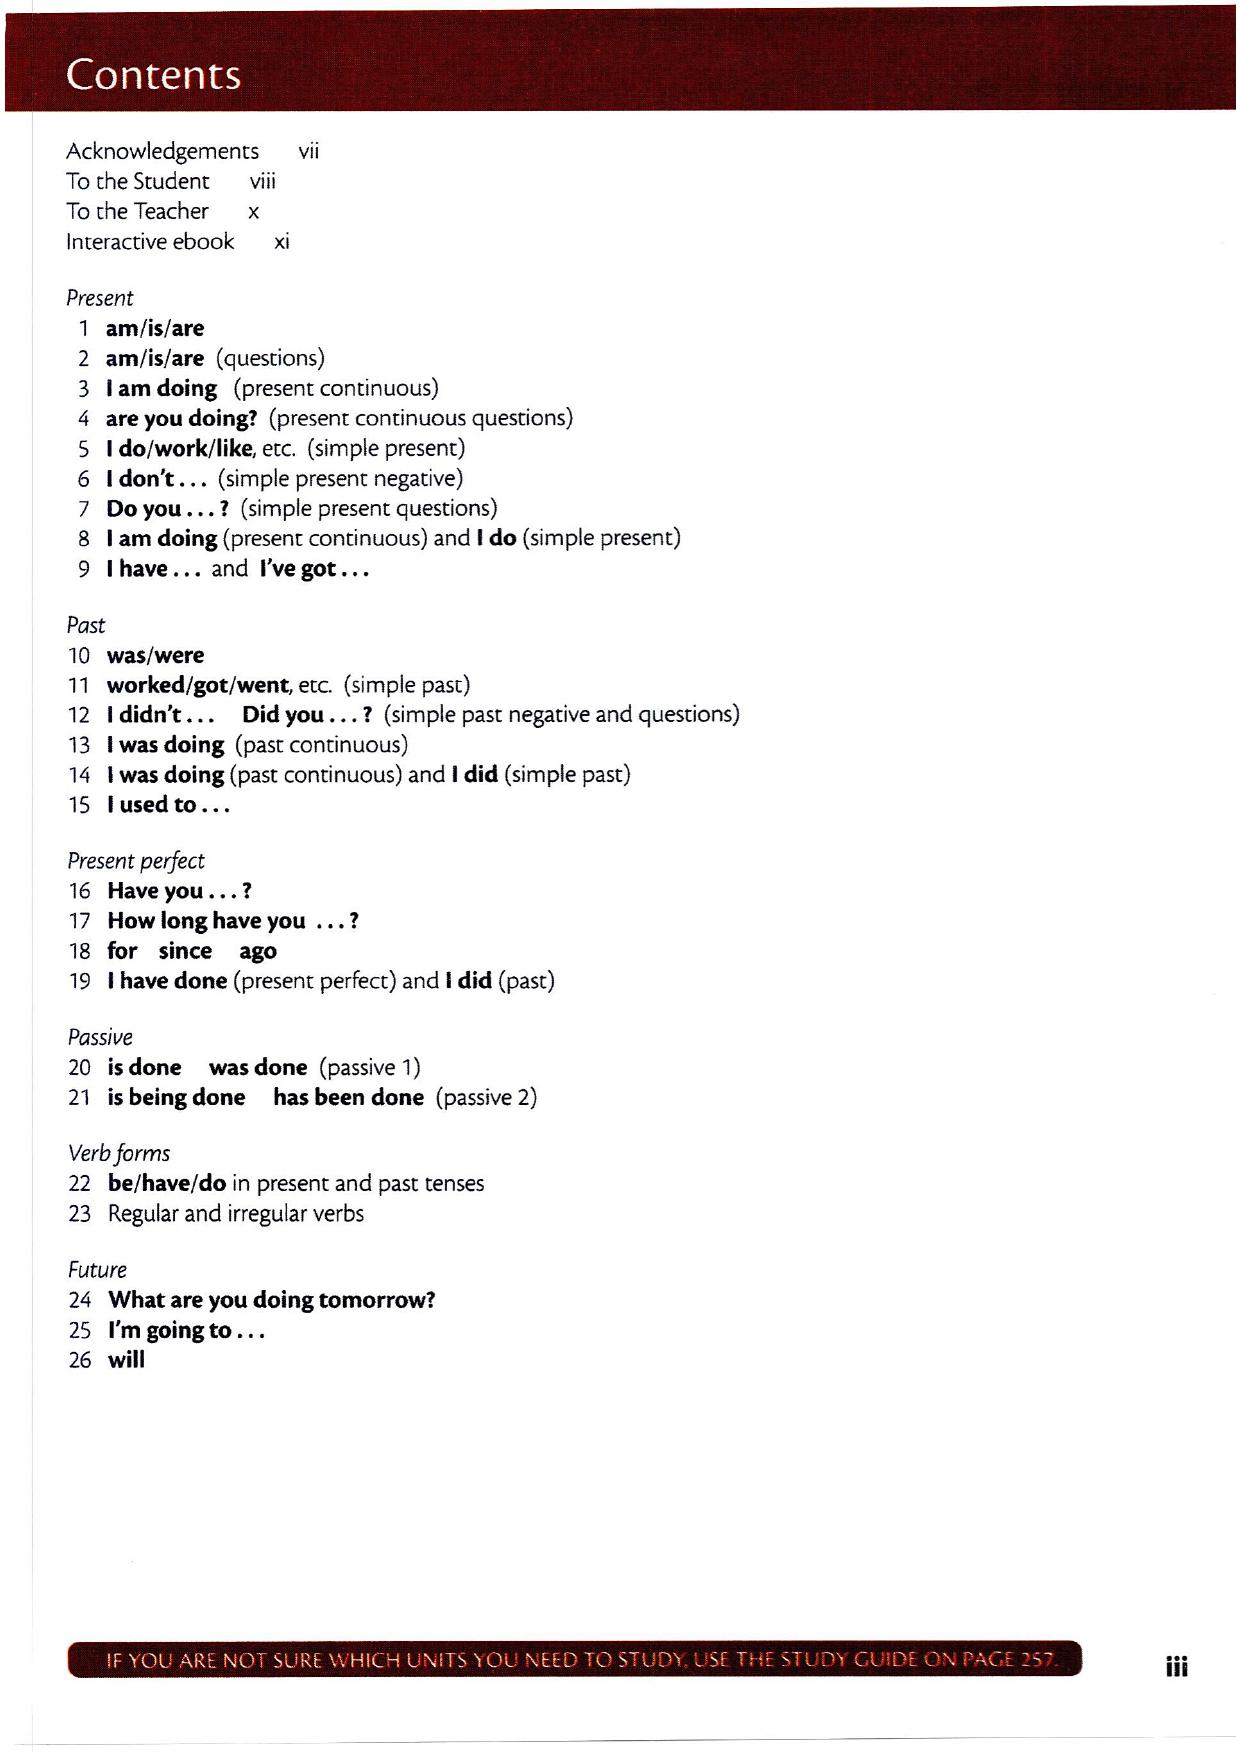 Contents
Acknowledgements vii
To the Student viii
To the Teacher x
Interactive ebook xi
Present
1 am/is/are
2 am/is/are (questions)
3 I am doing (present continuous)
4 are you doing? (present continuous questions)
5 I do/work/like, etc. (simple present)
6 I don't . . . (simple present negative)
7 Do you . . . ? (simple present questions)
8 I am doing (present continuous) and I do (simple present)
9 I have . . . and I've got . . .
Past
10 was/were
11 worked/got/went, etc. (simple past)
12 I didn't . . . Did you . . . ? (simple past negative and questions)
13 I was doing (past continuous)
14 I was doing (past continuous) and I did (simple past)
15 I used to . . .
Present perfect
16 Have you . . . ?
17 How long have you . . . ?
18 for since ago
19 I have done (present perfect) and I did (past)
Passive
20 is done was done (passive 1)
21 is being done has been done (passive 2)
Verb forms
22 be/have/do in present and past tenses
23 Regular and irregular verbs
Future
24 What are you doing tomorrow?
25 I'm going to . . .
26 will
IF YOU ARE NOT SURE WHICH UNITS YOU NEED TO STUDY, USE THE STUDY GUIDE ON PAGE 257.
iii